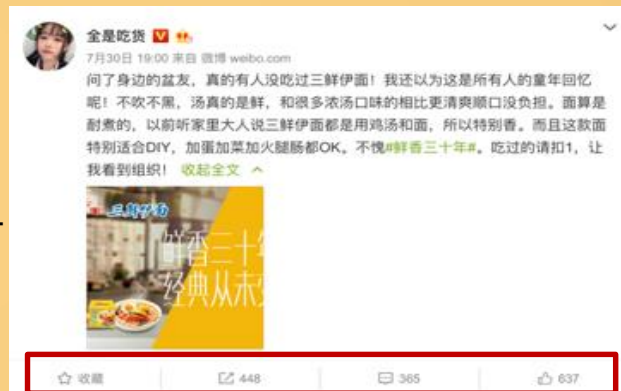 全是吃货
7月30日 19:00 来自 微博 weibo.com
问了身边的盆友，真的有人没吃过三鲜伊面！我还以为这是所有人的童年回忆
呢！不吹不黑，汤真的是鲜，和很多浓汤口味的相比更清爽顺口没负担。面算是
耐煮的，以前听家里大人说三鲜伊面都是用鸡汤和面，所以特别香。而且这款面
特别适合DIY，加蛋加菜加火腿肠都OK。不愧#鲜香三十年#。吃过的请扣1，让
我看到组织！ 收起全文
三鲜伊面
鲜香三十年
经典从未变
收藏 448 365 637